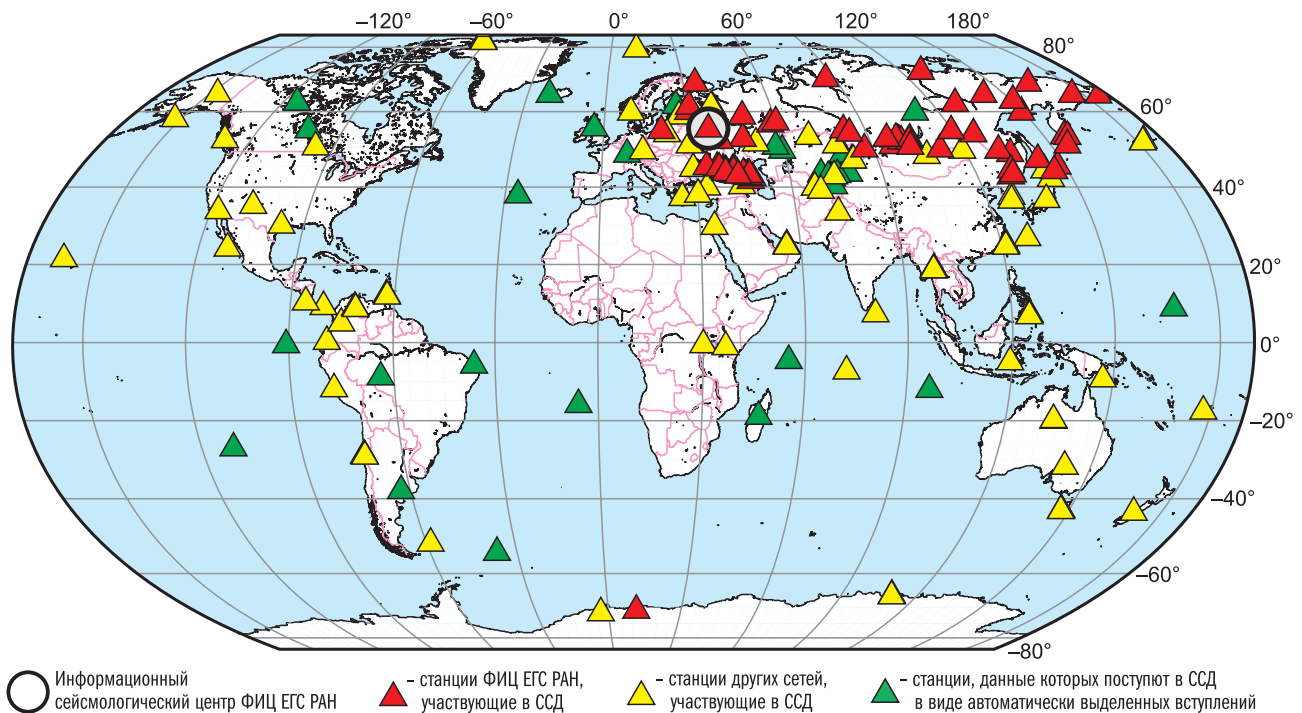 –120° –60° 0° 60° 120° 180°
80°
60°
40°
20°
0°
–20°
–40°
–60°
–80°
Информационный
сейсмологический центр ФИЦ ЕГС РАН
– станции ФИЦ ЕГС РАН,
участвующие в ССД
– станции других сетей,
участвующие в ССД
– станции, данные которых поступют в ССД
в виде автоматически выделенных вступлений